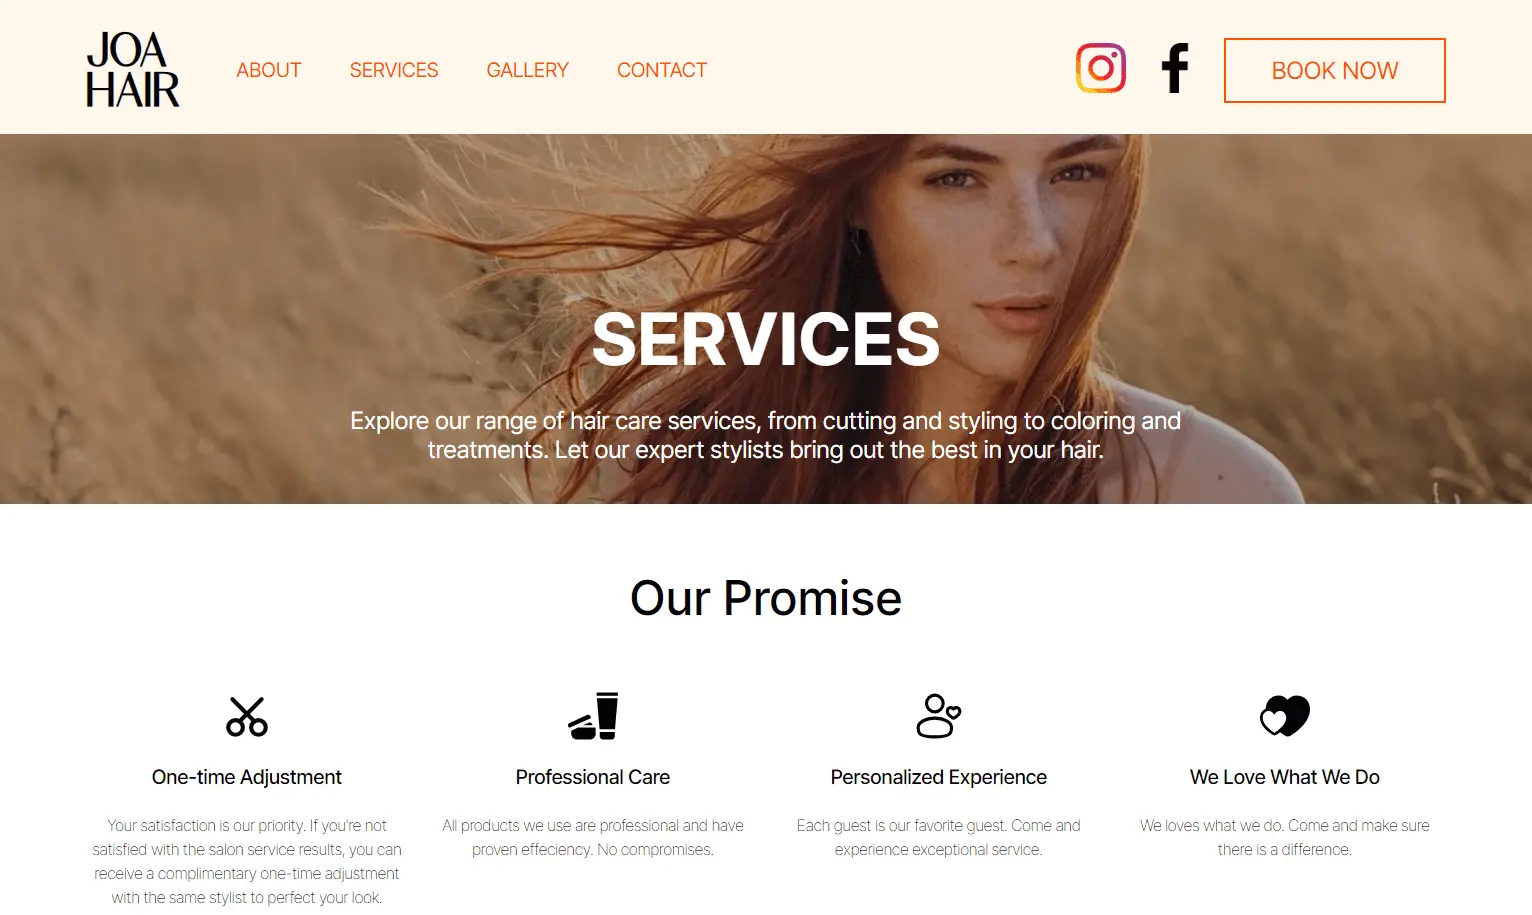 JOA
HAIR
ABOUT
SERVICES
GALLERY
CONTACT
BOOK NOW
SERVICES
Explore our range of hair care services, from cutting and styling to coloring and
treatments. Let our expert stylists bring out the best in your hair.
Our Promise
One-time Adjustment
Your satisfaction is our priority. If you're not
satisfied with the salon service results, you can
receive a complimentary one-time adjustment
with the same stylist to perfect your look.
Professional Care
All products we use are professional and have
proven effeciency. No compromises.
Personalized Experience
Each guest is our favorite guest. Come and
experience exceptional service.
We Love What We Do
We loves what we do. Come and make sure
there is a difference.